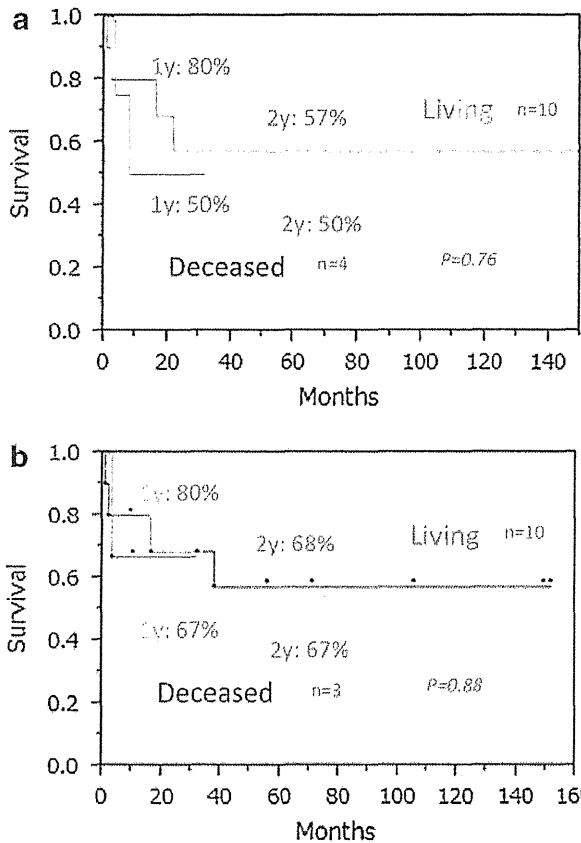 a
1.0
1y: 80%
0.8
2y: 57%
Living n=10
0.6
Survival
1y: 50%
2y: 50%
0.4
Deceased n=4 P=0.76
0.2
0.0
0 20 40 60 80 100 120 140
Months
b
1.0
1y: 80%
0.8
2y: 68%
Living n=10
0.6
Survival
1y: 67%
2y: 67%
0.4
Deceased n=3 P=0.88
0.2
0.0
0 20 40 60 80 100 120 140 16
Months